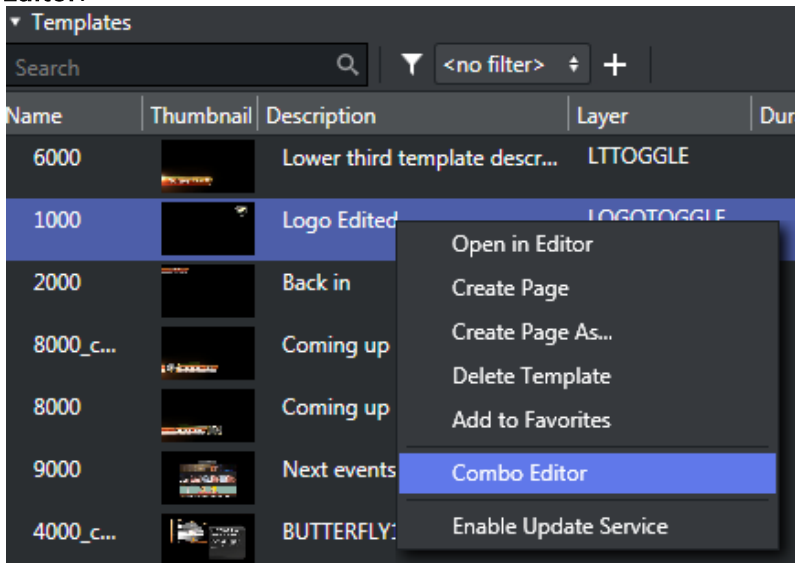 Templates
Search <no filter>
Name Thumbnail Description Layer Dur
6000 Lower third template descr... LTTOGGLE
1000 Logo Edited LOGOTOGGLE
Open in Editor
2000 Back in Create Page
Create Page As...
8000_c... Coming up
Delete Template
8000 Coming up Add to Favorites
9000 Next events Combo Editor
4000_c... BUTTERFLY Enable Update Service